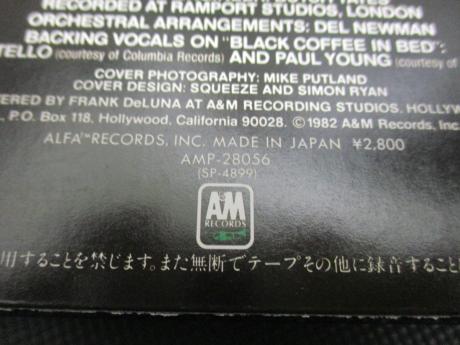 RECORDED AT RAMPORT STUDIOS, LONDON
ORCHESTRAL ARRANGEMENTS: DEL NEWMAN
BACKING VOCALS ON "BLACK COFFEE IN BED":
TELLO (courtesy of Columbia Records) AND PAUL YOUNG (courtesy of
COVER PHOTOGRAPHY: MIKE PUTLAND
COVER DESIGN: SQUEEZE AND SIMON RYAN
ERED BY FRANK DeLUNA AT A&M RECORDING STUDIOS, HOLLYW
., P.O. Box 118, Hollywood, California 90028. © 1982 A&M Records, Inc.
ALFA™RECORDS, INC. MADE IN JAPAN ¥2,800
AMP-28056
(SP-4899)
A&M
RECORDS
用することを禁じます。また無断でテープその他に録音すること